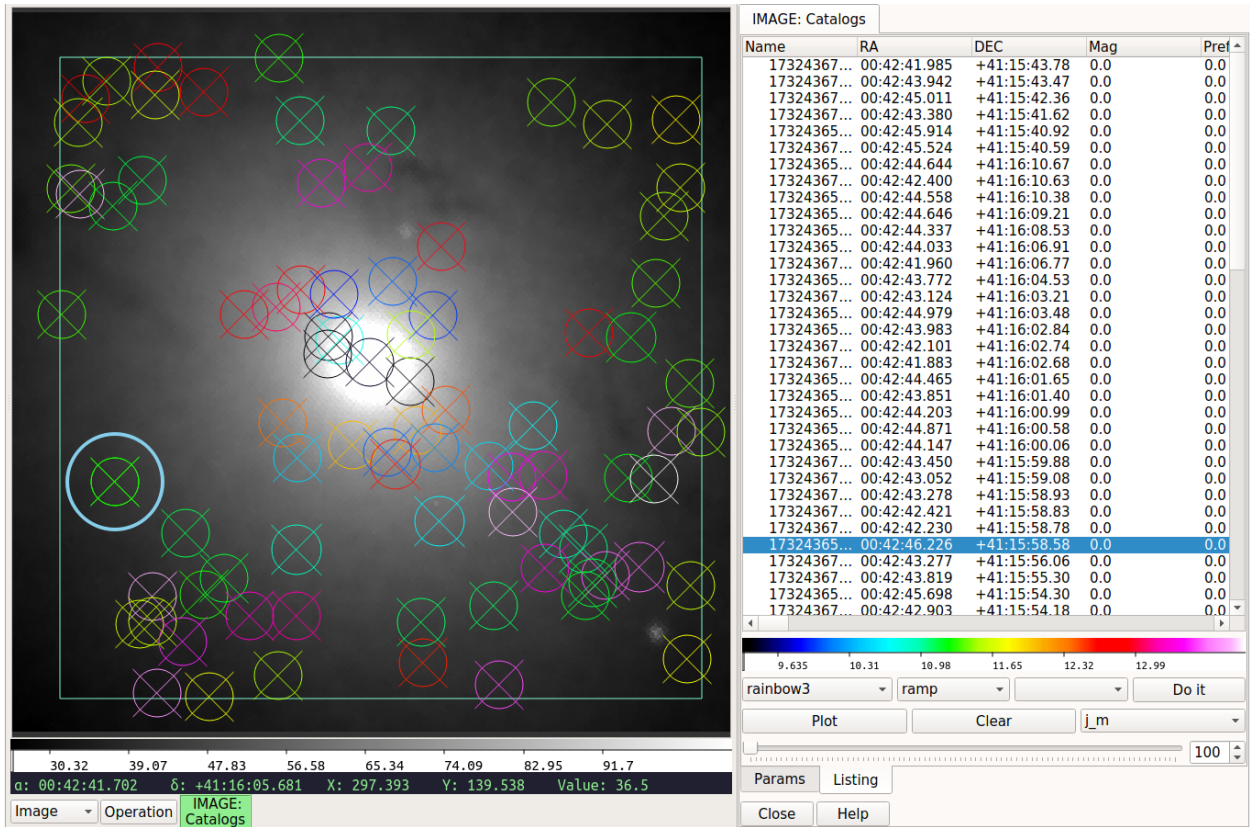 IMAGE: Catalogs
Name RA DEC Mag Pref
17324367... 00:42:41.985 +41:15:43.78 0.0 0.0
17324367... 00:42:43.942 +41:15:43.47 0.0 0.0
17324367... 00:42:45.011 +41:15:42.36 0.0 0.0
17324367... 00:42:43.380 +41:15:41.62 0.0 0.0
17324365... 00:42:45.914 +41:15:40.92 0.0 0.0
17324367... 00:42:45.524 +41:15:40.59 0.0 0.0
17324365... 00:42:44.644 +41:16:10.67 0.0 0.0
17324367... 00:42:42.400 +41:16:10.63 0.0 0.0
17324365... 00:42:44.558 +41:16:10.38 0.0 0.0
17324365... 00:42:44.646 +41:16:09.21 0.0 0.0
17324365... 00:42:44.337 +41:16:08.53 0.0 0.0
17324367... 00:42:44.033 +41:16:06.91 0.0 0.0
17324367... 00:42:41.960 +41:16:06.77 0.0 0.0
17324367... 00:42:43.772 +41:16:04.53 0.0 0.0
17324367... 00:42:43.124 +41:16:03.21 0.0 0.0
17324365... 00:42:44.979 +41:16:03.48 0.0 0.0
17324367... 00:42:43.983 +41:16:02.84 0.0 0.0
17324367... 00:42:42.101 +41:16:02.74 0.0 0.0
17324365... 00:42:41.883 +41:16:02.68 0.0 0.0
17324365... 00:42:44.465 +41:16:01.65 0.0 0.0
17324367... 00:42:43.851 +41:16:01.40 0.0 0.0
17324365... 00:42:44.203 +41:16:00.99 0.0 0.0
17324365... 00:42:44.871 +41:16:00.58 0.0 0.0
17324365... 00:42:44.147 +41:16:00.06 0.0 0.0
17324367... 00:42:43.450 +41:15:59.88 0.0 0.0
17324367... 00:42:43.052 +41:15:59.08 0.0 0.0
17324367... 00:42:43.278 +41:15:58.93 0.0 0.0
17324367... 00:42:42.421 +41:15:58.83 0.0 0.0
17324367... 00:42:42.230 +41:15:58.78 0.0 0.0
17324365... 00:42:46.226 +41:15:58.58 0.0 0.0
17324367... 00:42:43.277 +41:15:56.06 0.0 0.0
17324367... 00:42:43.819 +41:15:55.30 0.0 0.0
17324365... 00:42:45.698 +41:15:54.30 0.0 0.0
17324367... 00:42:42.903 +41:15:54.18 0.0 0.0
9.635 10.31 10.98 11.65 12.32 12.99
rainbow3 ramp Do it
Plot Clear j_m
100
Params Listing
Close Help
30.32 39.07 47.83 56.58 65.34 74.09 82.95 91.7
α: 00:42:41.702 δ: +41:16:05.681 X: 297.393 Y: 139.538 Value: 36.5
Image Operation IMAGE: Catalogs